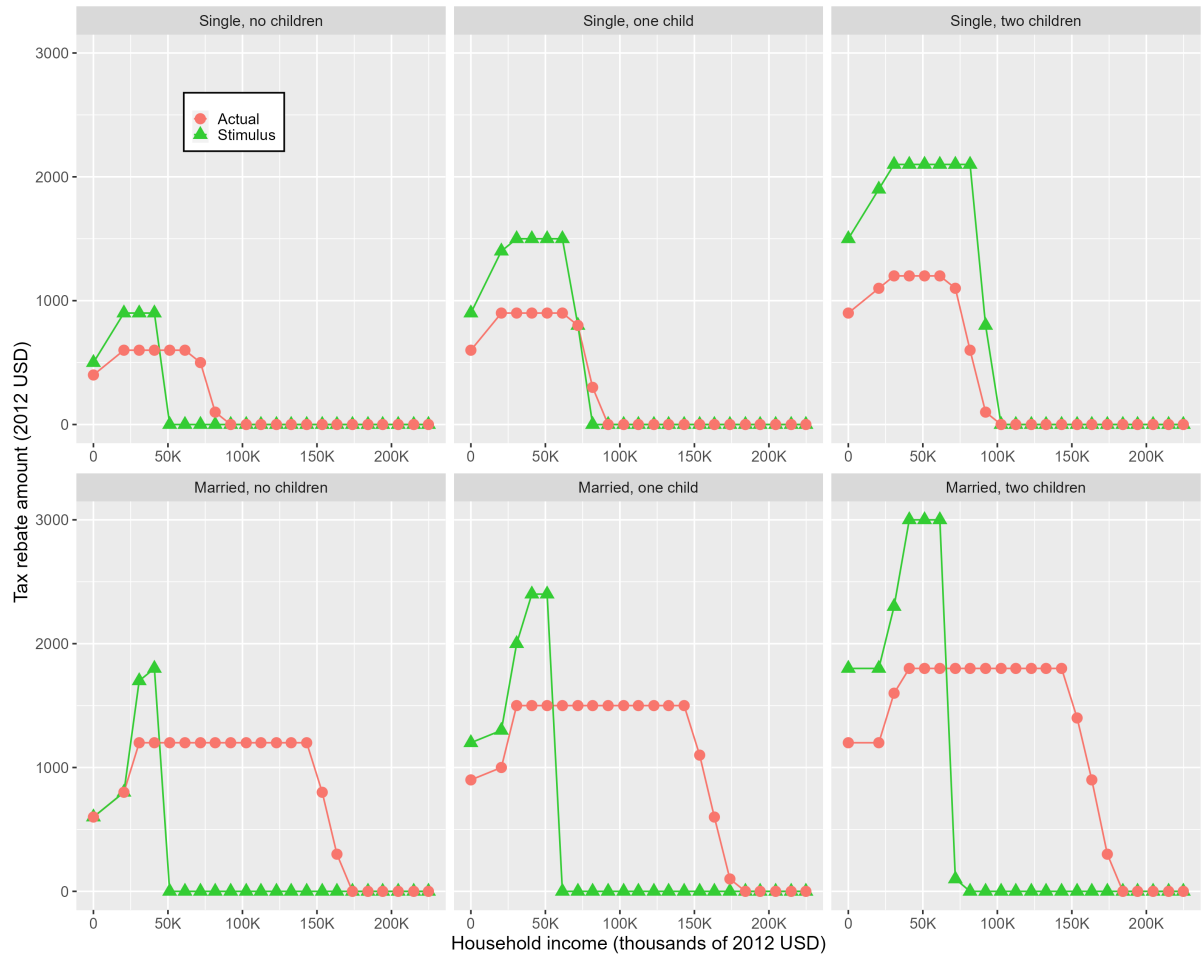 Single, no children
Single, one child
Single, two children
3000
2000
1000
0
Actual
Stimulus
0 50K 100K 150K 200K
0 50K 100K 150K 200K
0 50K 100K 150K 200K
Tax rebate amount (2012 USD)
Married, no children
Married, one child
Married, two children
3000
2000
1000
0
0 50K 100K 150K 200K
0 50K 100K 150K 200K
0 50K 100K 150K 200K
Household income (thousands of 2012 USD)